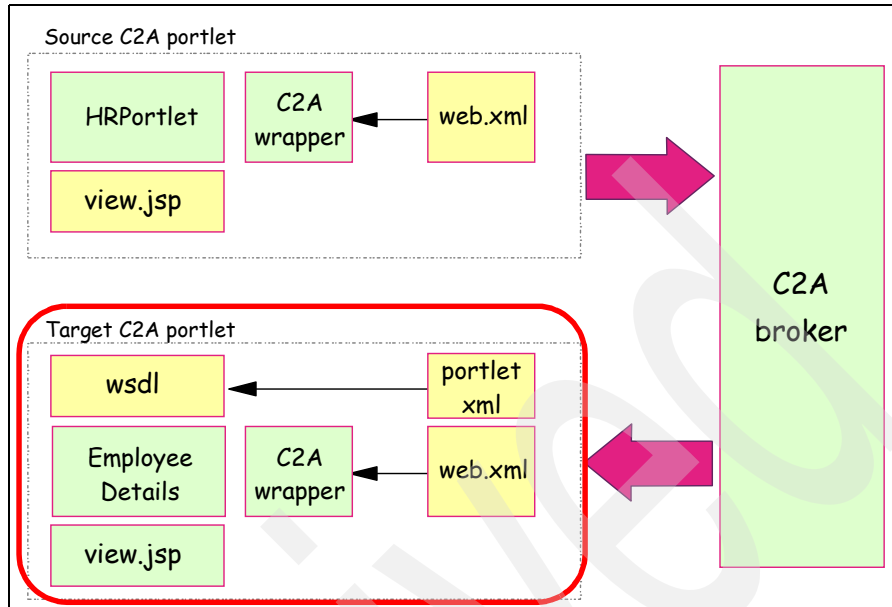 Source C2A portlet
HRPortlet
C2A
wrapper
web.xml
view.jsp
C2A
broker
Target C2A portlet
wsdl
portlet
xml
Employee
Details
C2A
wrapper
web.xml
view.jsp